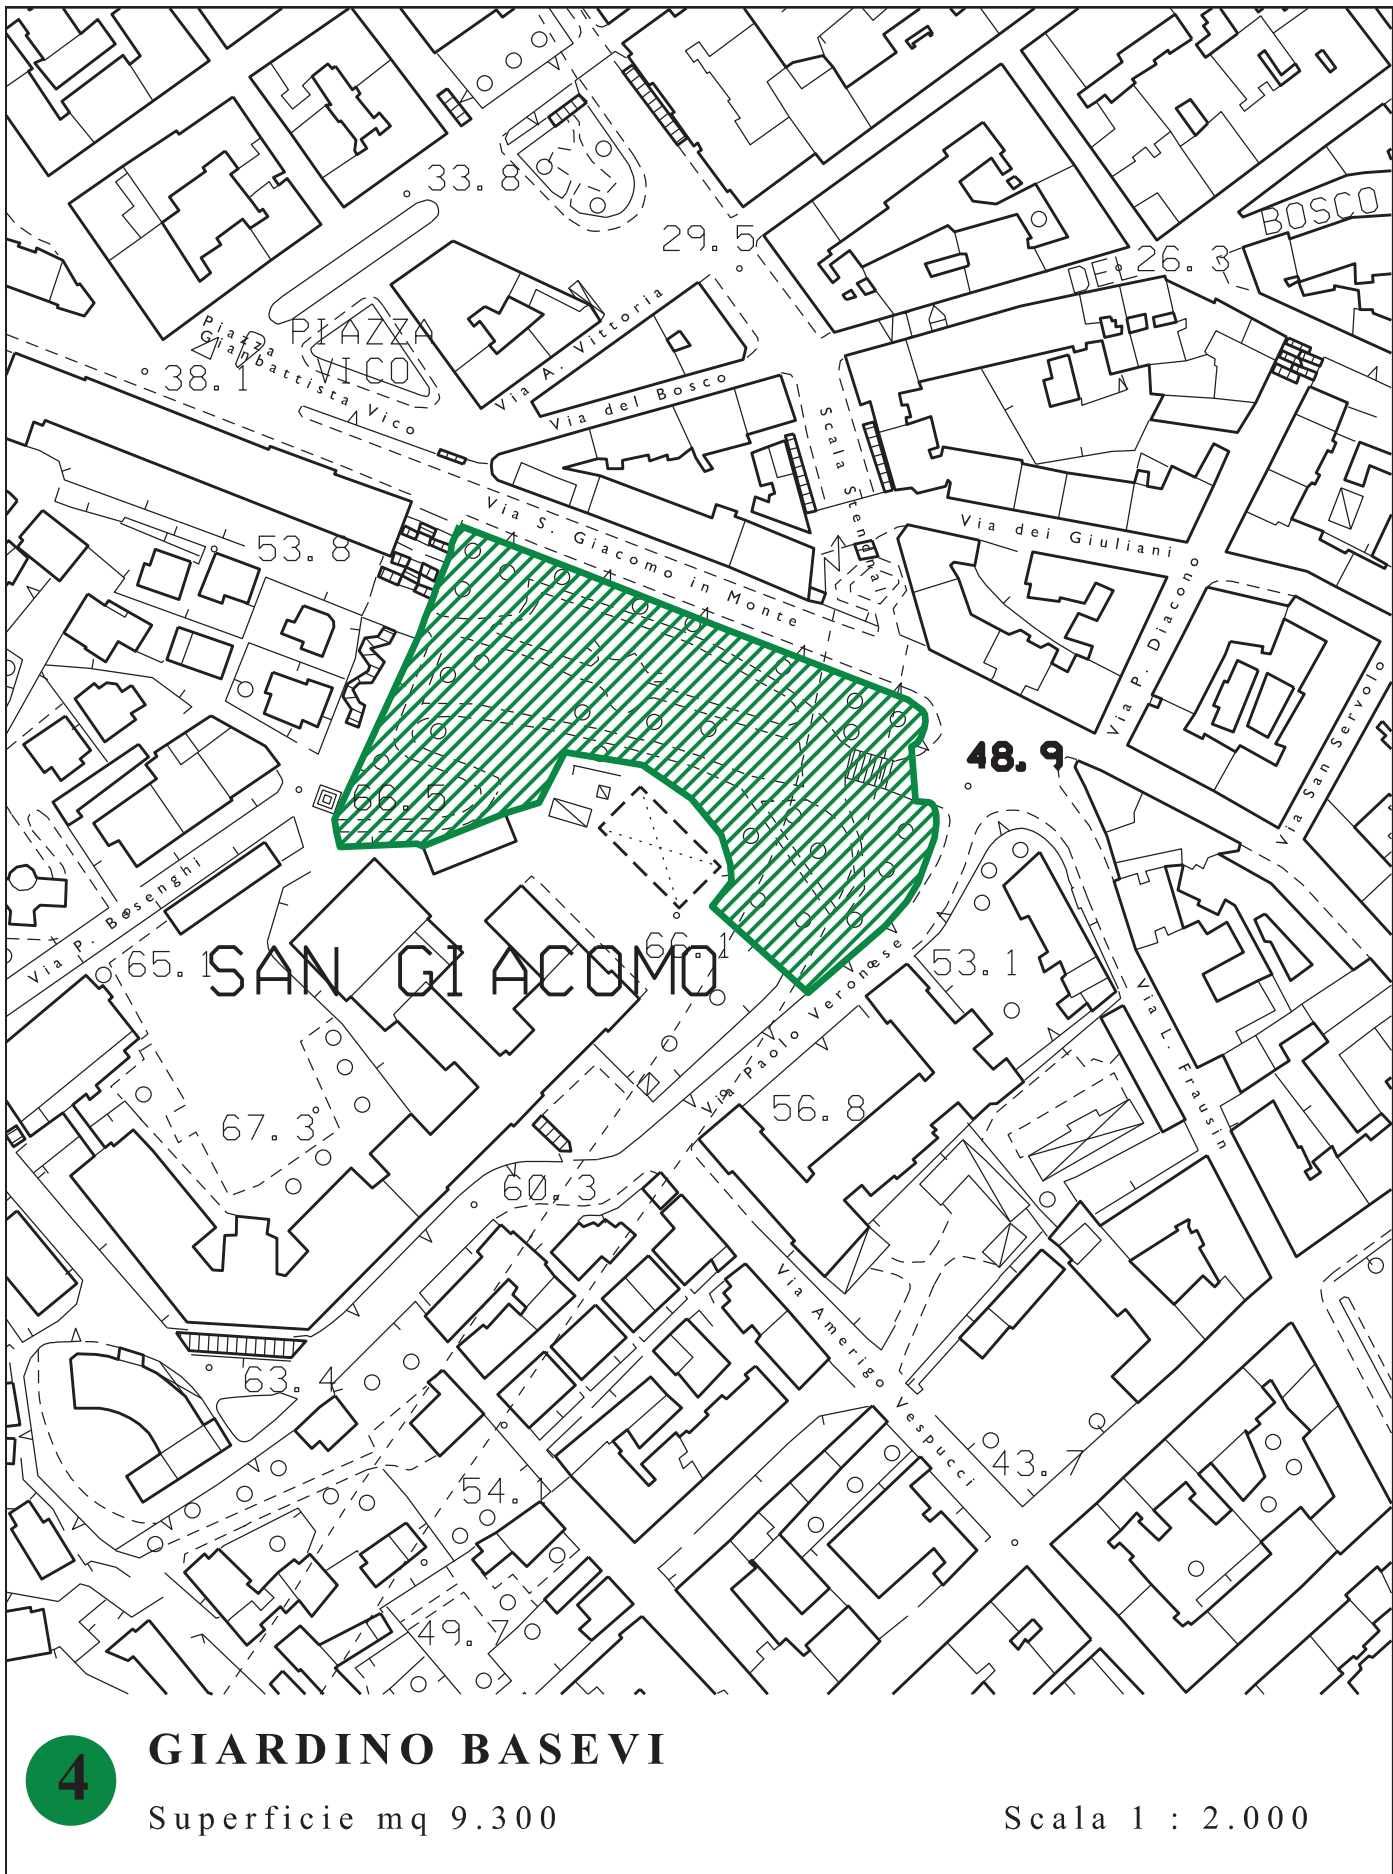 33.8
29.5
BOSCO
DEL 26.3
Piazza
Gianbattista Vico
PIAZZA
VICO
38.1
Via A. Vittoria
Via del Bosco
Scala Stendhal
Via S. Giacomo in Monte
Via dei Giuliani
53.8
Via P. Diacono
Via San Servolo
48.9
66.5
Via P. Besenghi
65.1
SAN GIACOMO
66.1
53.1
Via Paolo Veronese
Via L. Frausin
56.8
67.3
60.3
Via Amerigo Vespucci
63.4
43.7
54.1
49.7
4
GIARDINO BASEVI
Superficie mq 9.300
Scala 1 : 2.000